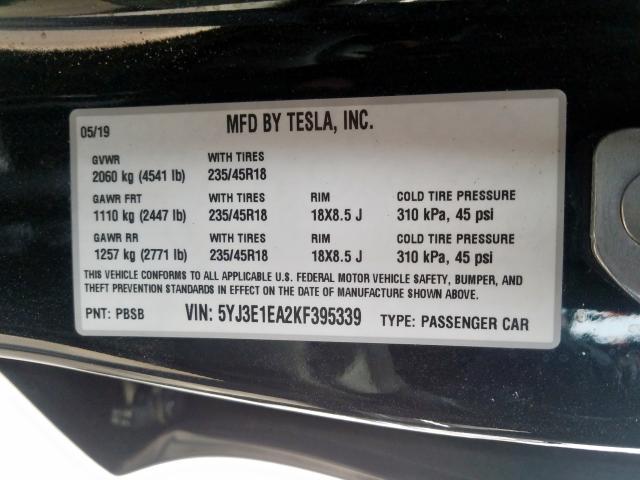 05/19 MFD BY TESLA, INC.
GVWR WITH TIRES
2060 kg (4541 lb) 235/45R18
GAWR FRT WITH TIRES RIM COLD TIRE PRESSURE
1110 kg (2447 lb) 235/45R18 18X8.5 J 310 kPa, 45 psi
GAWR RR WITH TIRES RIM COLD TIRE PRESSURE
1257 kg (2771 lb) 235/45R18 18X8.5 J 310 kPa, 45 psi
THIS VEHICLE CONFORMS TO ALL APPLICABLE U.S. FEDERAL MOTOR VEHICLE SAFETY, BUMPER, AND
THEFT PREVENTION STANDARDS IN EFFECT ON THE DATE OF MANUFACTURE SHOWN ABOVE.
PNT: PBSB VIN: 5YJ3E1EA2KF395339 TYPE: PASSENGER CAR